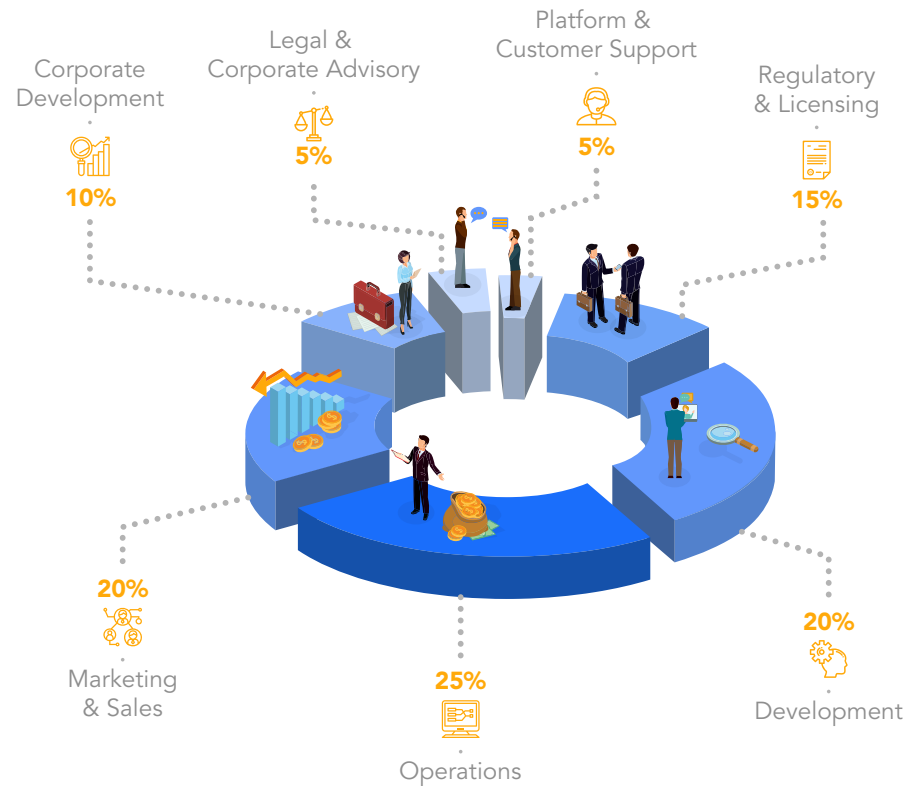 Platform &
Customer Support
5%
Legal &
Corporate Advisory
5%
Corporate
Development
10%
Regulatory
& Licensing
15%
20%
Marketing
& Sales
25%
Operations
20%
Development